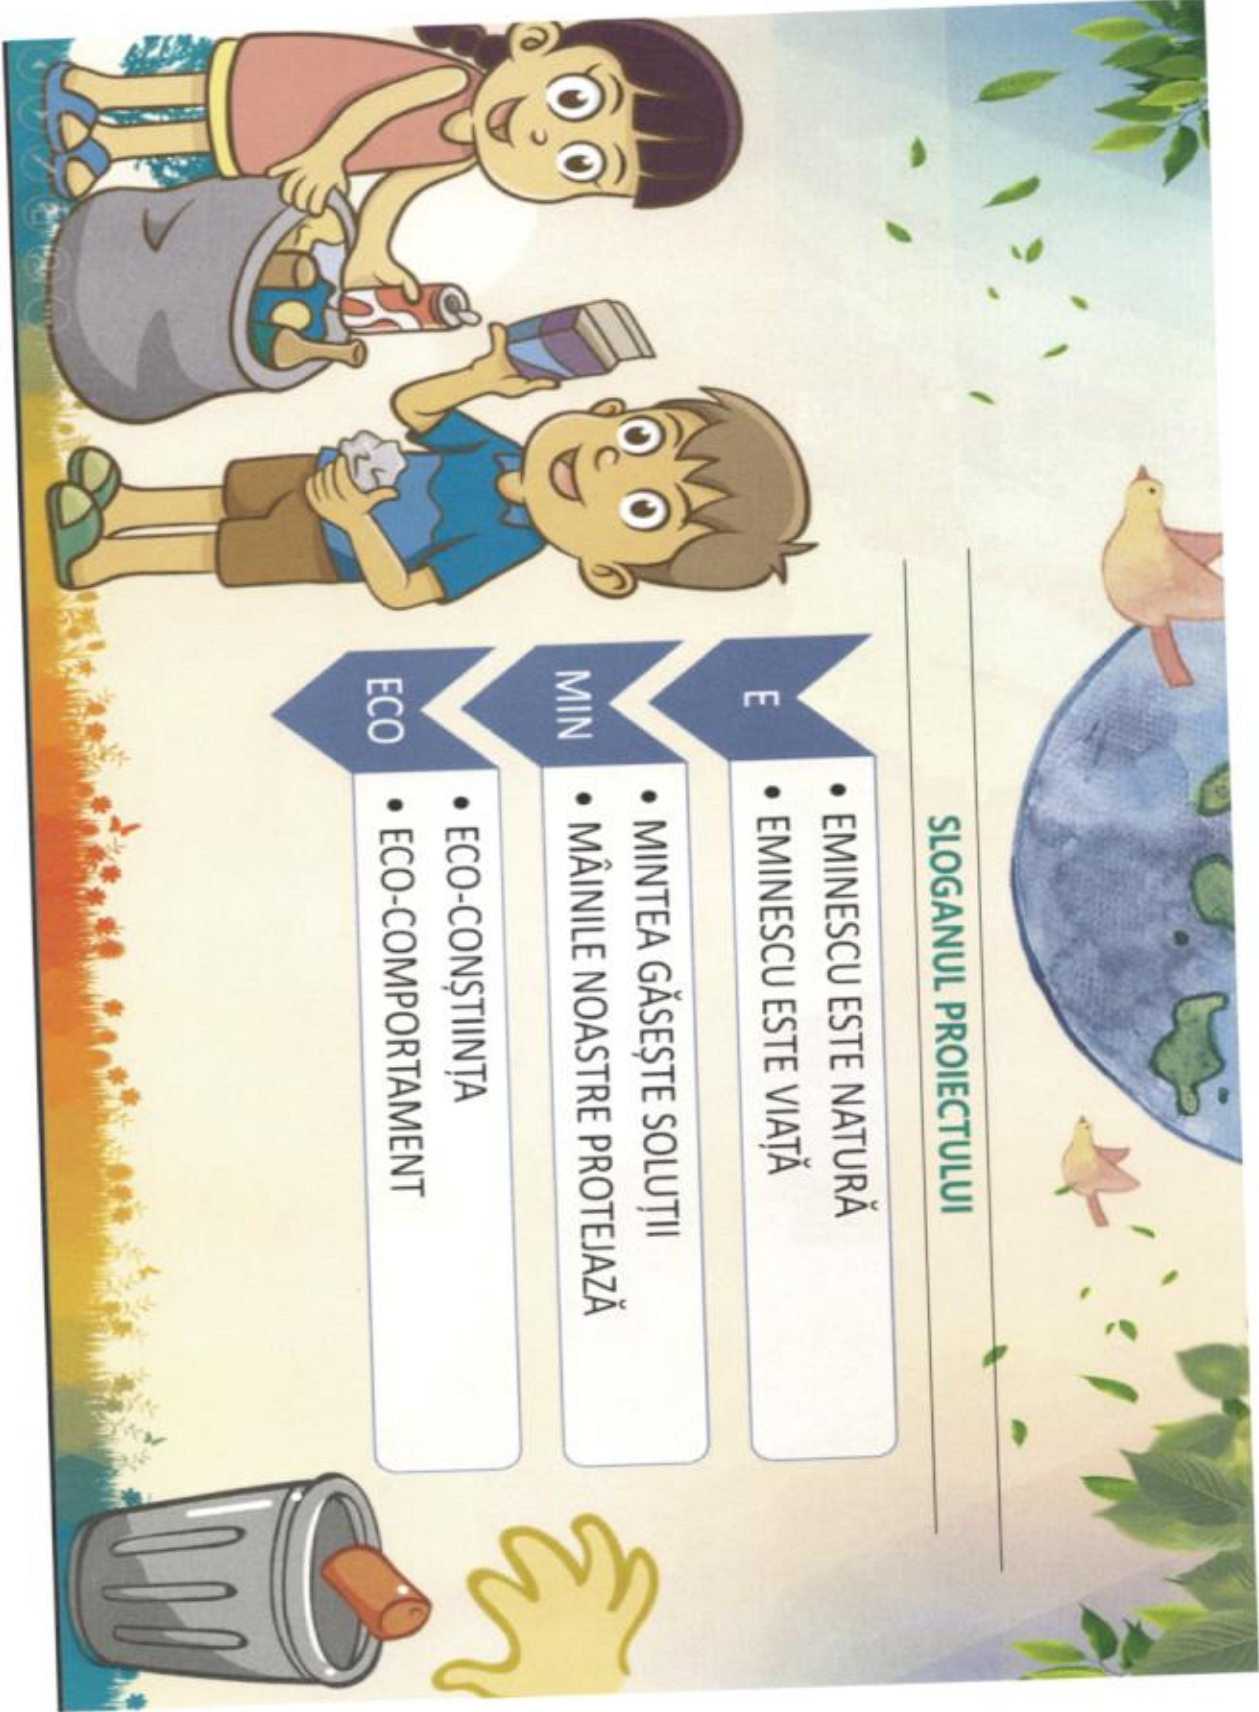 SLOGANUL PROIECTULUI
E
• EMINESCU ESTE NATURĂ
• EMINESCU ESTE VIAȚĂ
MIN
• MINTEA GĂSEȘTE SOLUȚII
• MÂINILE NOASTRE PROTEJAZĂ
ECO
• ECO-CONȘTIINȚA
• ECO-COMPORTAMENT